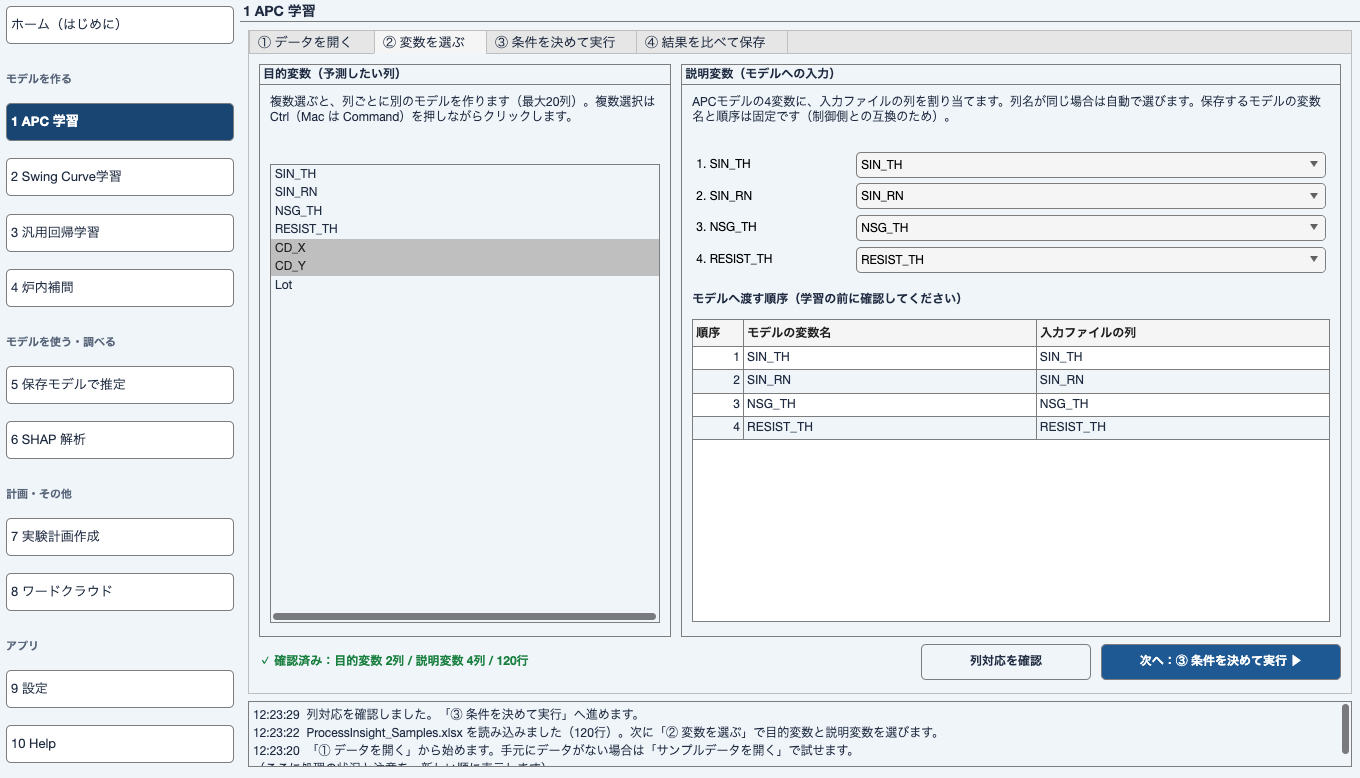 ホーム（はじめに）
モデルを作る
1 APC 学習
2 Swing Curve学習
3 汎用回帰学習
4 炉内補間
モデルを使う・調べる
5 保存モデルで推定
6 SHAP 解析
計画・その他
7 実験計画作成
8 ワードクラウド
アプリ
9 設定
10 Help
1 APC 学習
① データを開く ② 変数を選ぶ ③ 条件を決めて実行 ④ 結果を比べて保存
目的変数（予測したい列）
複数選ぶと、列ごとに別のモデルを作ります（最大20列）。複数選択は
Ctrl（Mac は Command）を押しながらクリックします。
SIN_TH
SIN_RN
NSG_TH
RESIST_TH
CD_X
CD_Y
Lot
説明変数（モデルへの入力）
APCモデルの4変数に、入力ファイルの列を割り当てます。列名が同じ場合は自動で選びます。保存するモデルの変数
名と順序は固定です（制御側との互換のため）。
1. SIN_TH SIN_TH
2. SIN_RN SIN_RN
3. NSG_TH NSG_TH
4. RESIST_TH RESIST_TH
モデルへ渡す順序（学習の前に確認してください）
順序 モデルの変数名 入力ファイルの列
1 SIN_TH SIN_TH
2 SIN_RN SIN_RN
3 NSG_TH NSG_TH
4 RESIST_TH RESIST_TH
✓ 確認済み：目的変数 2列 / 説明変数 4列 / 120行
列対応を確認
次へ：③ 条件を決めて実行 ▶
12:23:29 列対応を確認しました。「③ 条件を決めて実行」へ進めます。
12:23:22 ProcessInsight_Samples.xlsx を読み込みました（120行）。次に「② 変数を選ぶ」で目的変数と説明変数を選びます。
12:23:20 「① データを開く」から始めます。手元にデータがない場合は「サンプルデータを開く」で試せます。